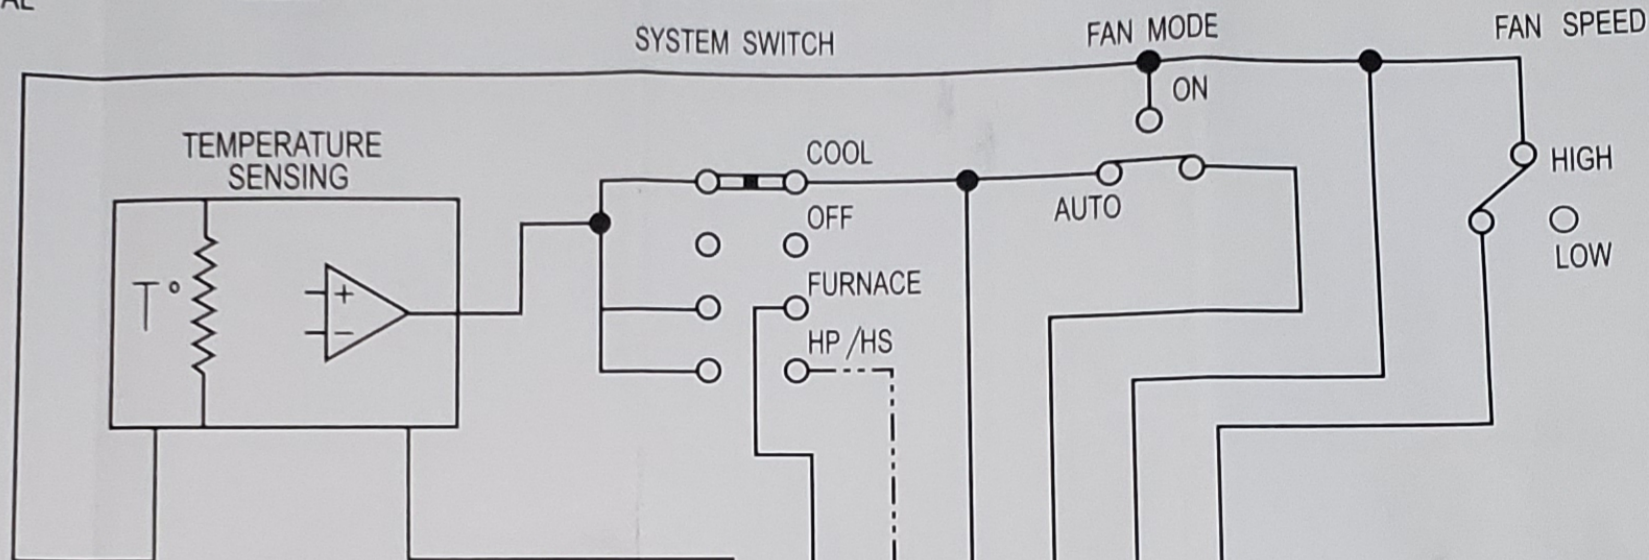 SYSTEM SWITCH
FAN MODE
FAN SPEED
ON
TEMPERATURE
SENSING
COOL
HIGH
AUTO
OFF
LOW
T°
+
−
FURNACE
HP/HS